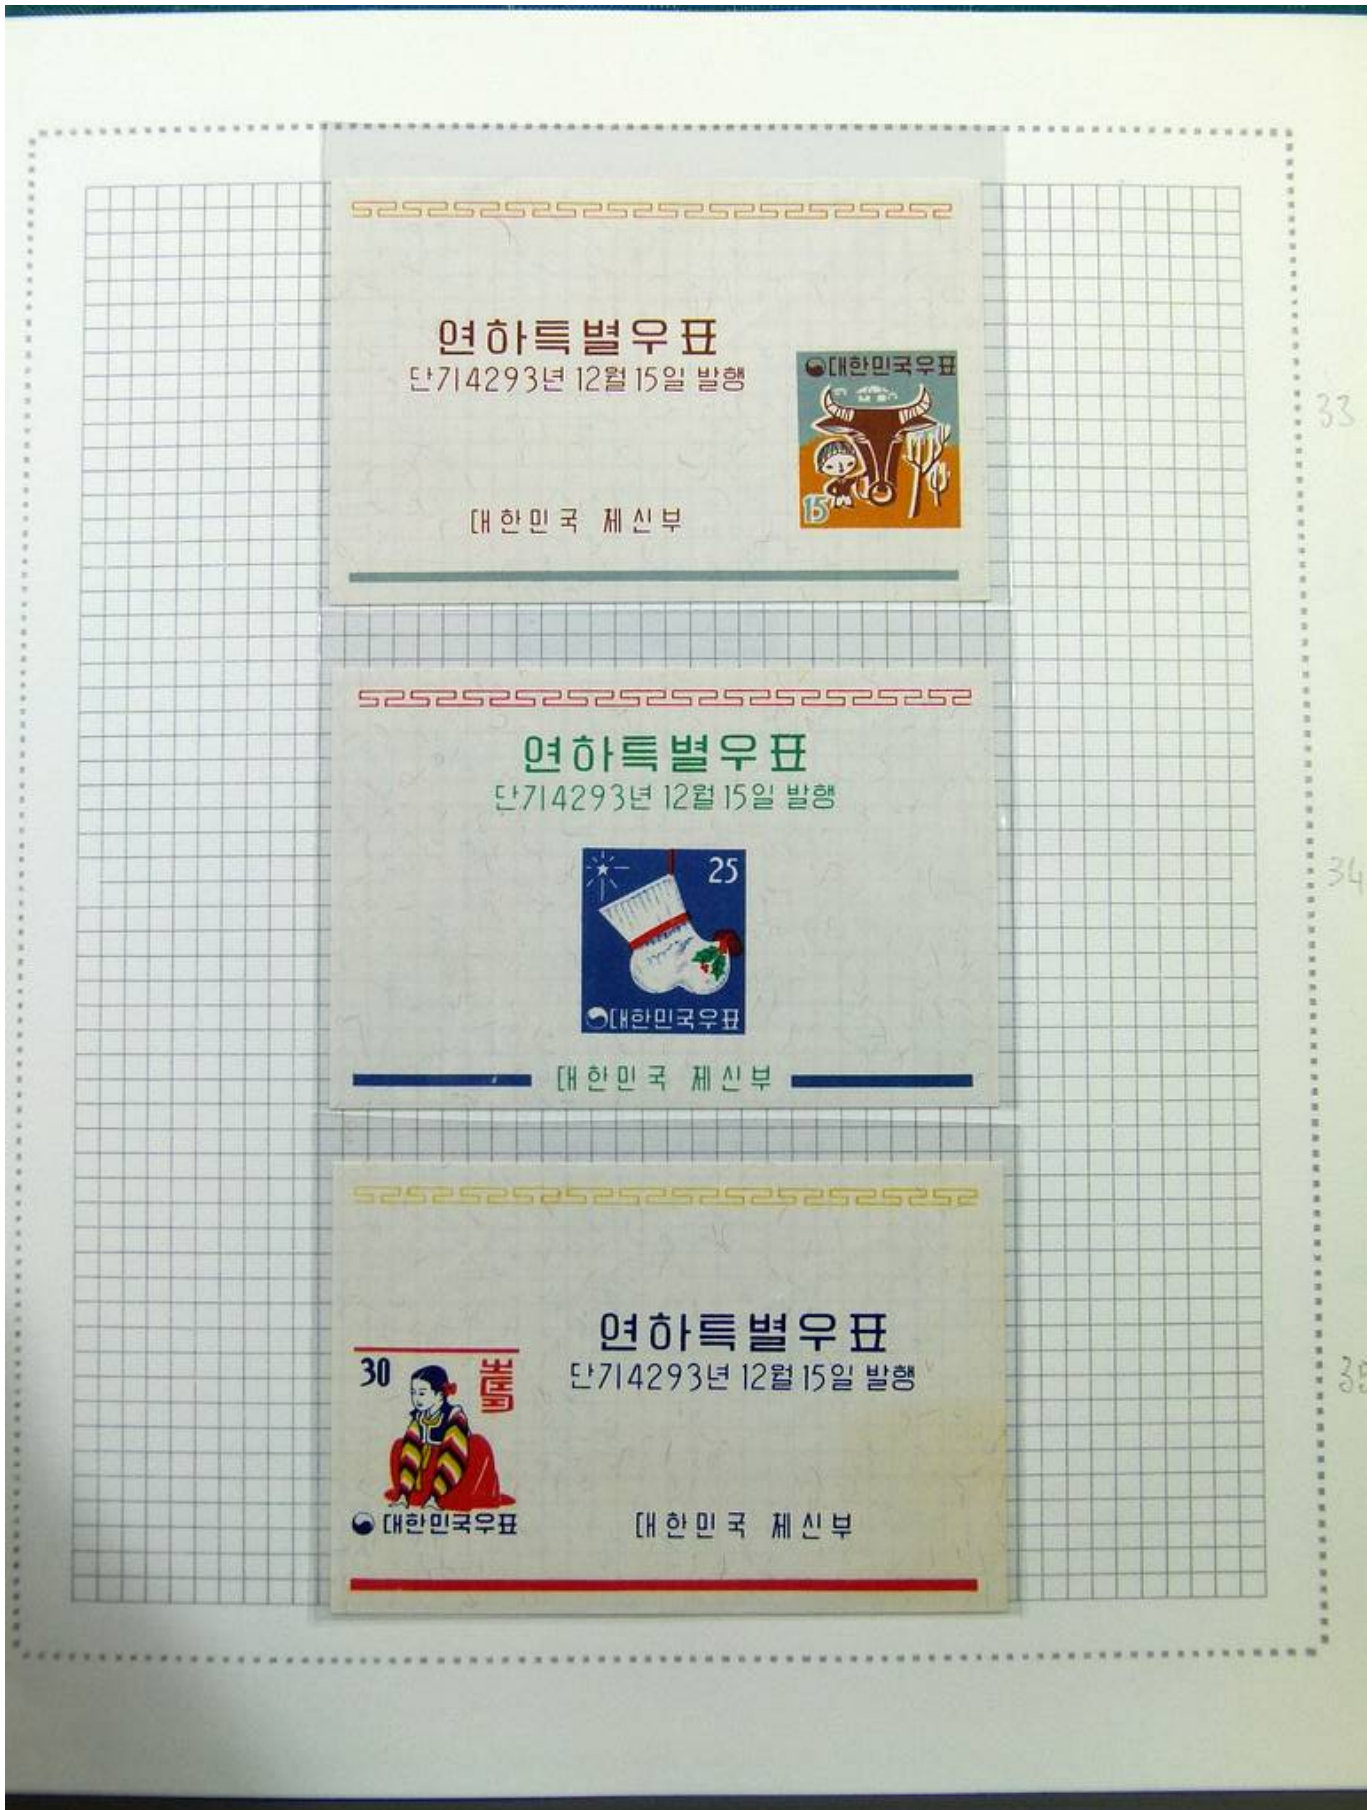 연하특별우표
단기4293년 12월 15일 발행
대한민국우표
15
대한민국 체신부
33
연하특별우표
단기4293년 12월 15일 발행
25
대한민국우표
대한민국 체신부
34
연하특별우표
단기4293년 12월 15일 발행
30
대한민국우표
대한민국 체신부